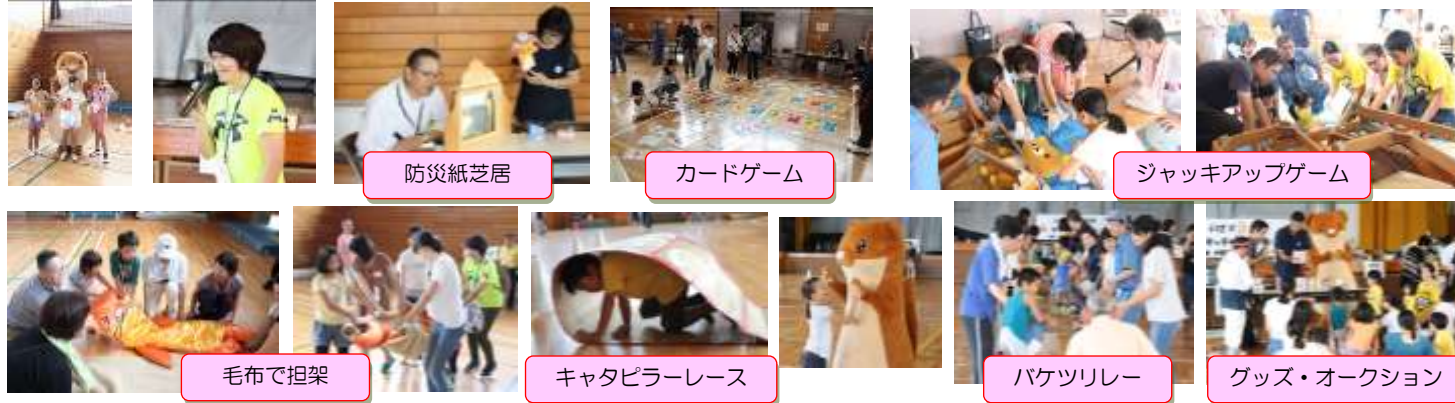 防災紙芝居
カードゲーム
ジャッキアップゲーム
毛布で担架
キャタピラーレース
バケツリレー
グッズ・オークション